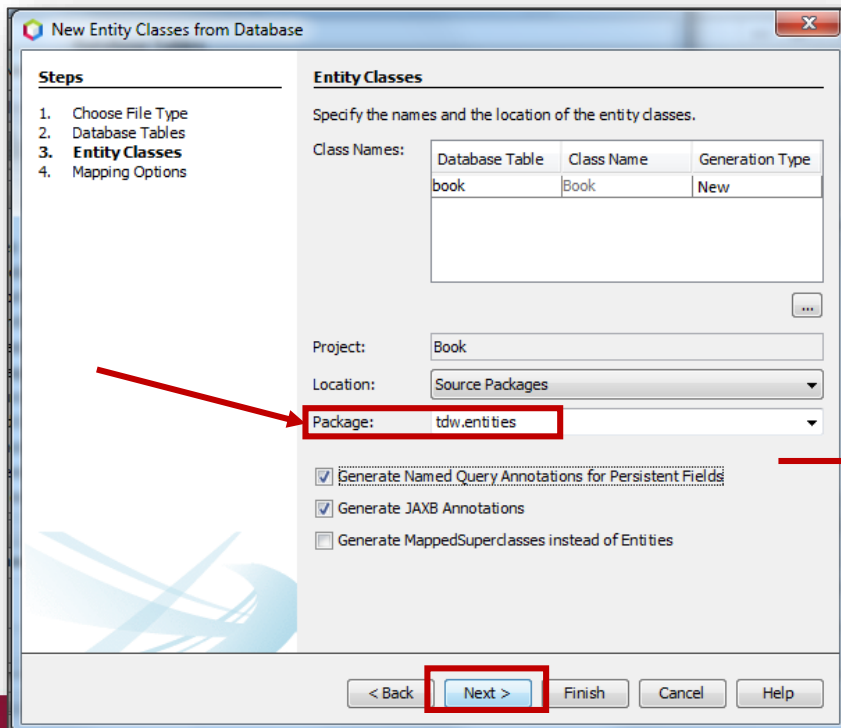 New Entity Classes from Database
Steps
1. Choose File Type
2. Database Tables
3. Entity Classes
4. Mapping Options
Entity Classes
Specify the names and the location of the entity classes.
Class Names:
Database Table Class Name Generation Type
book Book New
...
Project: Book
Location: Source Packages
Package: tdw.entities
Generate Named Query Annotations for Persistent Fields
Generate JAXB Annotations
Generate MappedSuperclasses instead of Entities
< Back Next > Finish Cancel Help